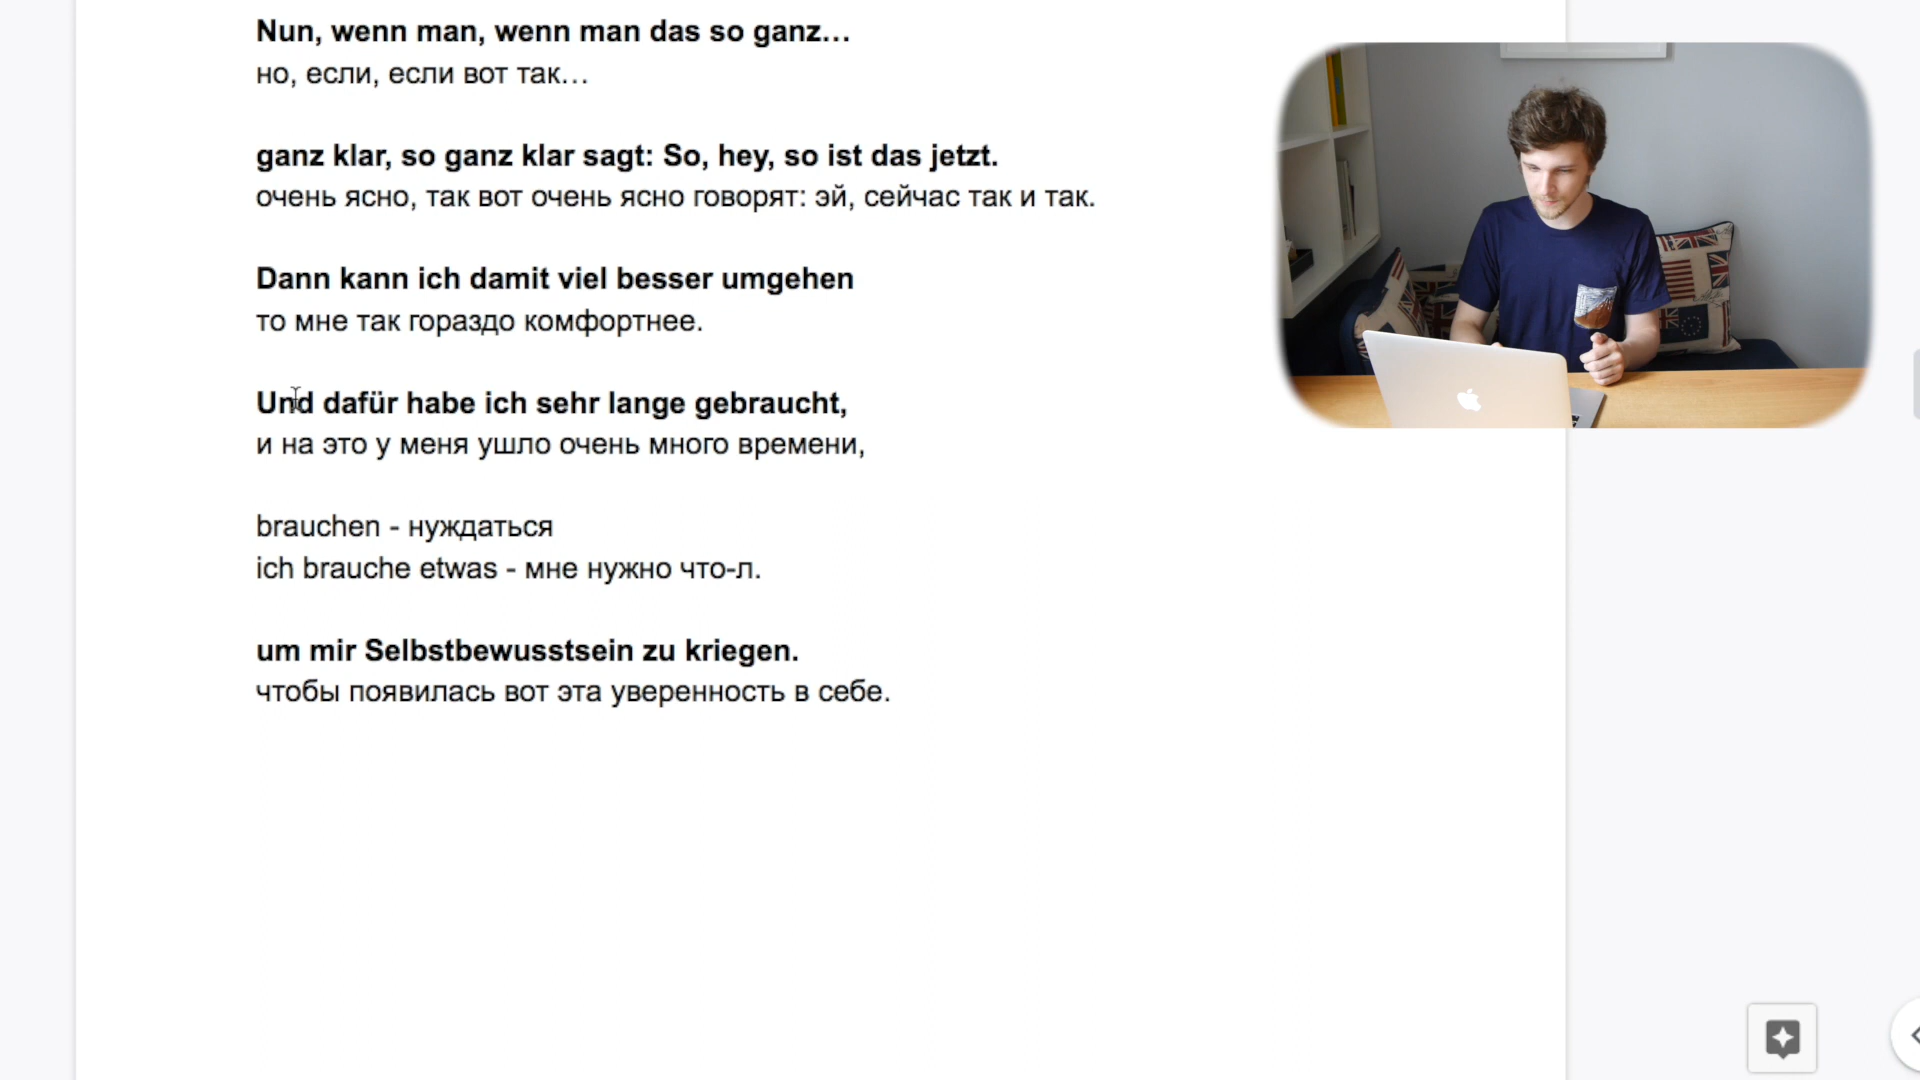 Nun, wenn man, wenn man das so ganz…
но, если, если вот так…
ganz klar, so ganz klar sagt: So, hey, so ist das jetzt.
очень ясно, так вот очень ясно говорят: эй, сейчас так и так.
Dann kann ich damit viel besser umgehen
то мне так гораздо комфортнее.
Und dafür habe ich sehr lange gebraucht,
и на это у меня ушло очень много времени,
brauchen - нуждаться
ich brauche etwas - мне нужно что-л.
um mir Selbstbewusstsein zu kriegen.
чтобы появилась вот эта уверенность в себе.